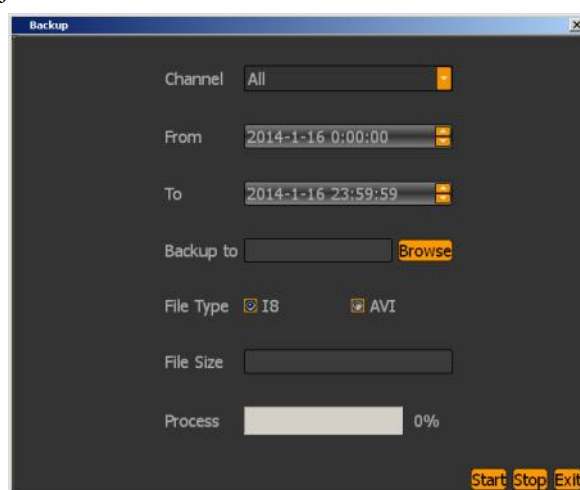 Backup
Channel All
From 2014-1-16 0:00:00
To 2014-1-16 23:59:59
Backup to Browse
File Type I8 AVI
File Size
Process 0%
Start Stop Exit